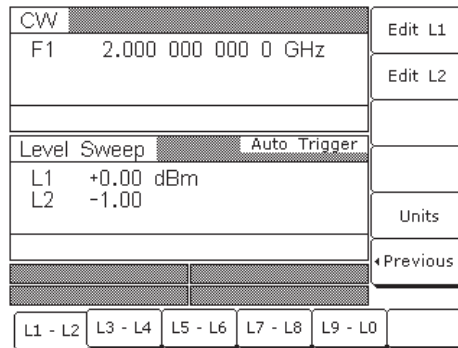 CW
F1 2.000 000 000 0 GHz
Level Sweep Auto Trigger
L1 +0.00 dBm
L2 -1.00
Edit L1
Edit L2
Units
Previous
L1 - L2 L3 - L4 L5 - L6 L7 - L8 L9 - L0